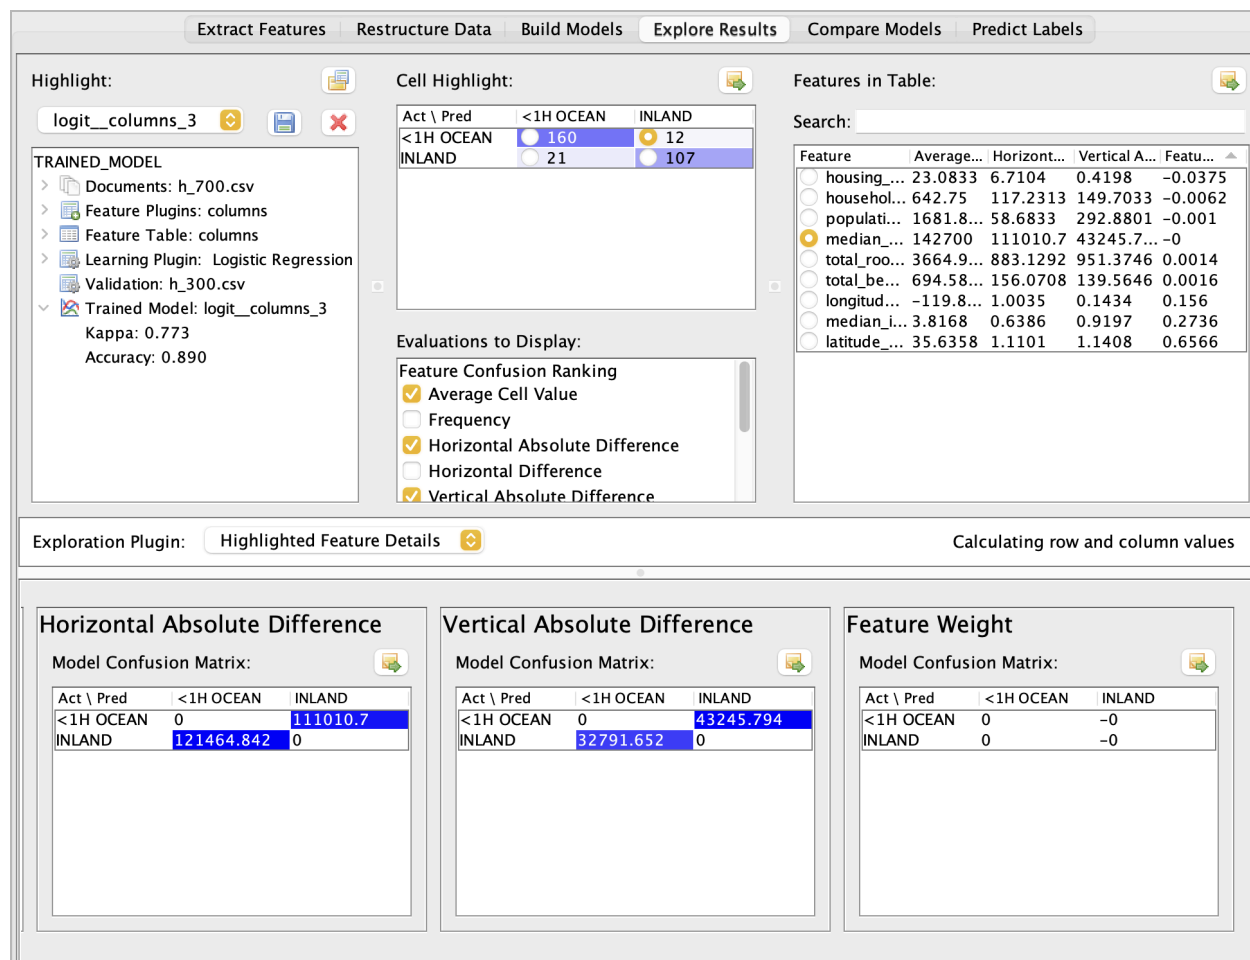 Extract Features Restructure Data Build Models Explore Results Compare Models Predict Labels
Highlight:
logit__columns_3
TRAINED_MODEL
Documents: h_700.csv
Feature Plugins: columns
Feature Table: columns
Learning Plugin: Logistic Regression
Validation: h_300.csv
Trained Model: logit__columns_3
Kappa: 0.773
Accuracy: 0.890
Cell Highlight:
Act \ Pred <1H OCEAN INLAND
<1H OCEAN 160 12
INLAND 21 107
Evaluations to Display:
Feature Confusion Ranking
Average Cell Value
Frequency
Horizontal Absolute Difference
Horizontal Difference
Vertical Absolute Difference
Features in Table:
Search:
Feature Average... Horizont... Vertical A... Featu...
housing_... 23.0833 6.7104 0.4198 -0.0375
househol... 642.75 117.2313 149.7033 -0.0062
populati... 1681.8... 58.6833 292.8801 -0.001
median_... 142700 111010.7 43245.7... -0
total_roo... 3664.9... 883.1292 951.3746 0.0014
total_be... 694.58... 156.0708 139.5646 0.0016
longitud... -119.8... 1.0035 0.1434 0.156
median_i... 3.8168 0.6386 0.9197 0.2736
latitude_... 35.6358 1.1101 1.1408 0.6566
Exploration Plugin: Highlighted Feature Details Calculating row and column values
Horizontal Absolute Difference
Model Confusion Matrix:
Act \ Pred <1H OCEAN INLAND
<1H OCEAN 0 111010.7
INLAND 121464.842 0
Vertical Absolute Difference
Model Confusion Matrix:
Act \ Pred <1H OCEAN INLAND
<1H OCEAN 0 43245.794
INLAND 32791.652 0
Feature Weight
Model Confusion Matrix:
Act \ Pred <1H OCEAN INLAND
<1H OCEAN 0 -0
INLAND 0 -0